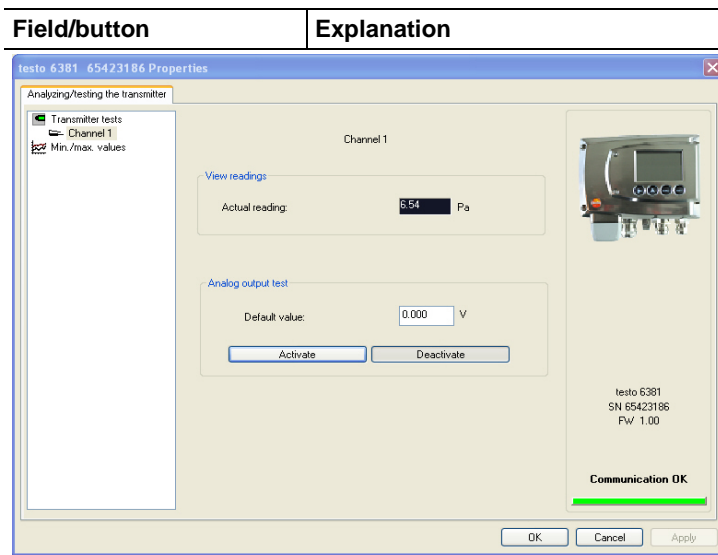 Field/button Explanation
testo 6381 65423186 Properties
Analyzing/testing the transmitter
Transmitter tests
Channel 1
Min./max. values
Channel 1
View readings
Actual reading: 6.54 Pa
Analog output test
Default value: 0.000 V
Activate Deactivate
testo 6381
SN 65423186
FW 1.00
Communication OK
OK Cancel Apply